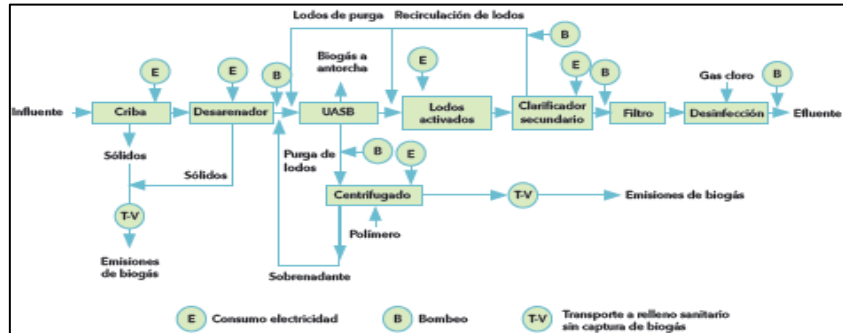 Lodos de purga Recirculación de lodos
B
Biogás a
antorcha
E
E
E
B
E
B
Gas cloro
B
Influente
Criba
Desarenador
UASB
Lodos
activados
Clarificador
secundario
Filtro
Desinfección
Efluente
Sólidos
Sólidos
Purga de
lodos
B
E
Centrifugado
T-V
Emisiones de biogás
T-V
Polímero
Emisiones
de biogás
Sobrenadante
E Consumo electricidad
B Bombeo
T-V Transporte a relleno sanitario
sin captura de biogás